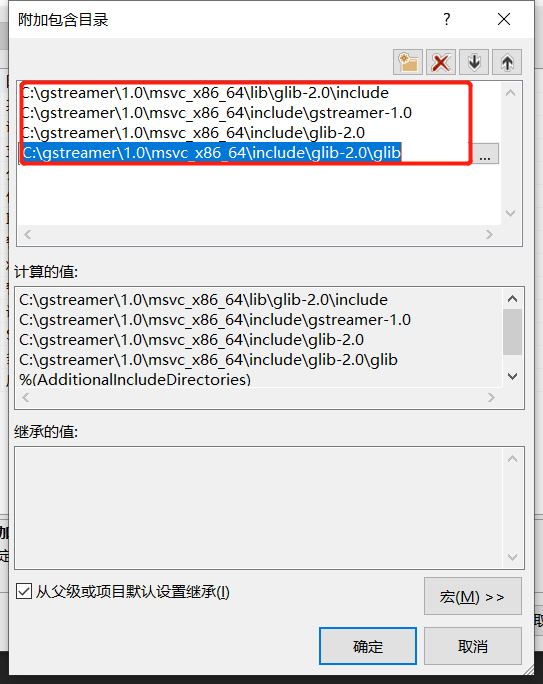 附加包含目录
?
C:\gstreamer\1.0\msvc_x86_64\lib\glib-2.0\include
C:\gstreamer\1.0\msvc_x86_64\include\gstreamer-1.0
C:\gstreamer\1.0\msvc_x86_64\include\glib-2.0
C:\gstreamer\1.0\msvc_x86_64\include\glib-2.0\glib
...
计算的值:
C:\gstreamer\1.0\msvc_x86_64\lib\glib-2.0\include
C:\gstreamer\1.0\msvc_x86_64\include\gstreamer-1.0
C:\gstreamer\1.0\msvc_x86_64\include\glib-2.0
C:\gstreamer\1.0\msvc_x86_64\include\glib-2.0\glib
%(AdditionalIncludeDirectories)
继承的值:
从父级或项目默认设置继承(I)
宏(M) >>
确定
取消